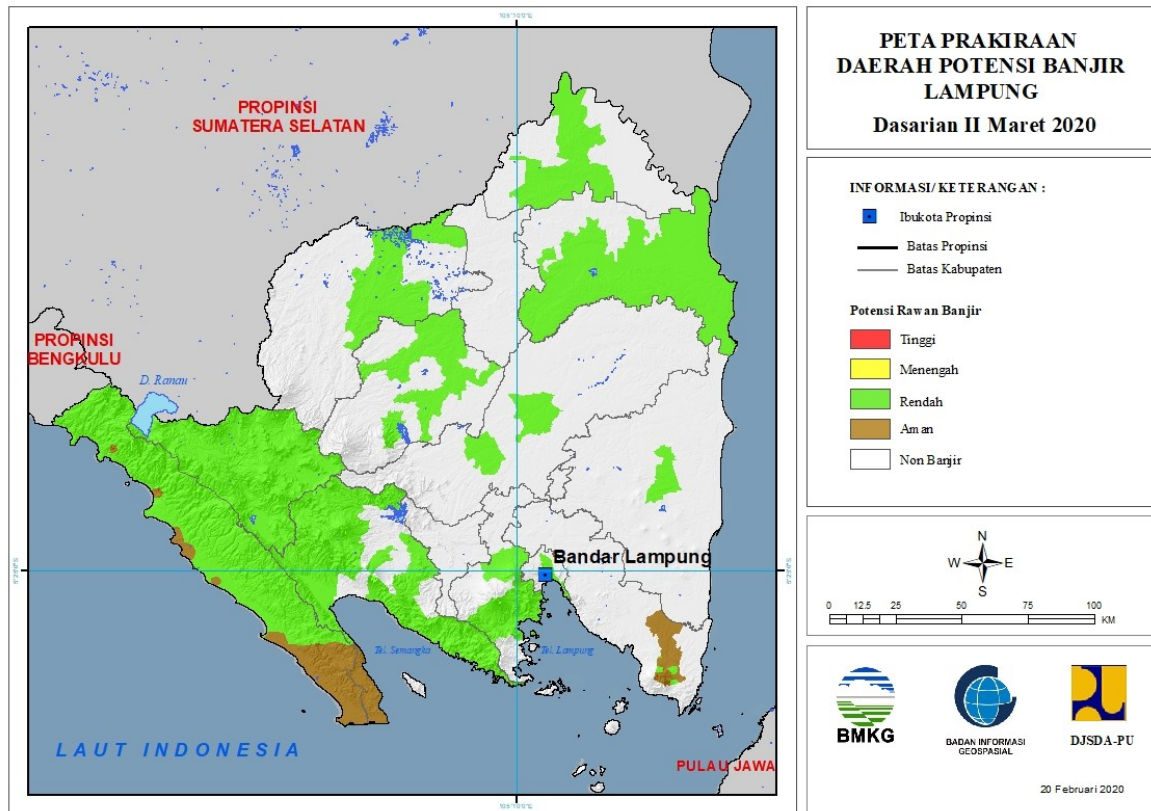 105°10'0"E
PROPINSI
SUMATERA SELATAN
PROPINSI
BENGKULU
D. Ranau
Bandar Lampung
Tel. Semangka
Tel. Lampung
LAUT INDONESIA
PULAU JAWA
PETA PRAKIRAAN
DAERAH POTENSI BANJIR
LAMPUNG
Dasarian II Maret 2020
INFORMASI/ KETERANGAN :
Ibukota Propinsi
Batas Propinsi
Batas Kabupaten
Potensi Rawan Banjir
Tinggi
Menengah
Rendah
Aman
Non Banjir
N
W E
S
0 12.5 25 50 75 100
KM
BMKG
BADAN INFORMASI
GEOSPASIAL
DJSDA-PU
20 Februari 2020